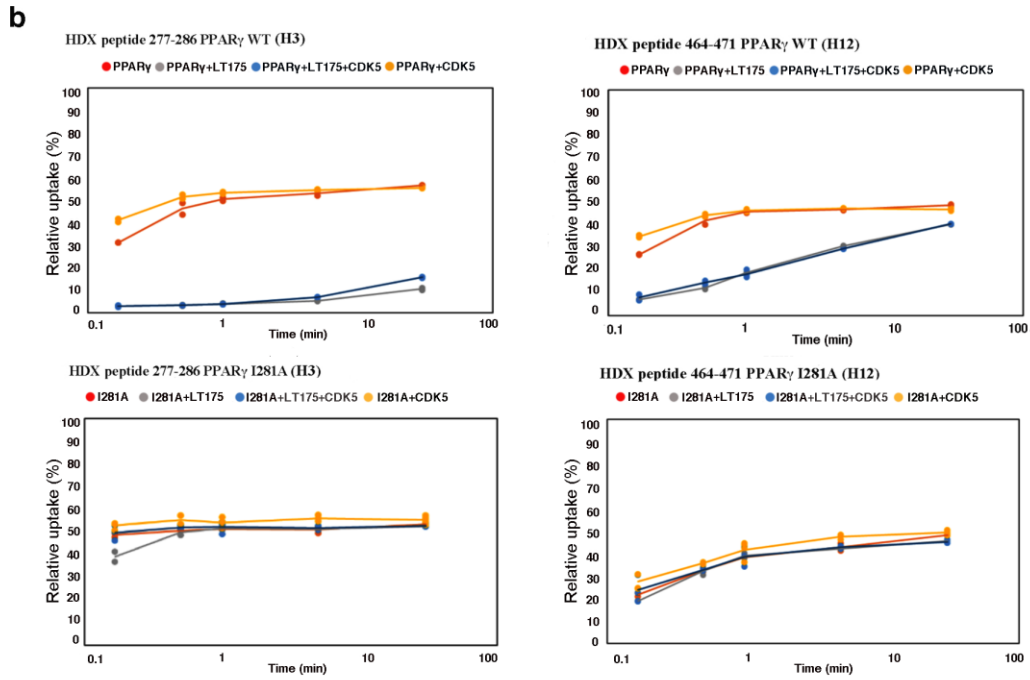 b
HDX peptide 277-286 PPARγ WT (H3)
PPARγ PPARγ+LT175 PPARγ+LT175+CDK5 PPARγ+CDK5
Relative uptake (%)
100
90
80
70
60
50
40
30
20
10
0
0.1 1 10 100
Time (min)
HDX peptide 464-471 PPARγ WT (H12)
PPARγ PPARγ+LT175 PPARγ+LT175+CDK5 PPARγ+CDK5
Relative uptake (%)
100
90
80
70
60
50
40
30
20
10
0
0.1 1 10 100
Time (min)
HDX peptide 277-286 PPARγ I281A (H3)
I281A I281A+LT175 I281A+LT175+CDK5 I281A+CDK5
Relative uptake (%)
100
90
80
70
60
50
40
30
20
10
0
0.1 1 10 100
Time (min)
HDX peptide 464-471 PPARγ I281A (H12)
I281A I281A+LT175 I281A+LT175+CDK5 I281A+CDK5
Relative uptake (%)
100
90
80
70
60
50
40
30
20
10
0
0.1 1 10 100
Time (min)